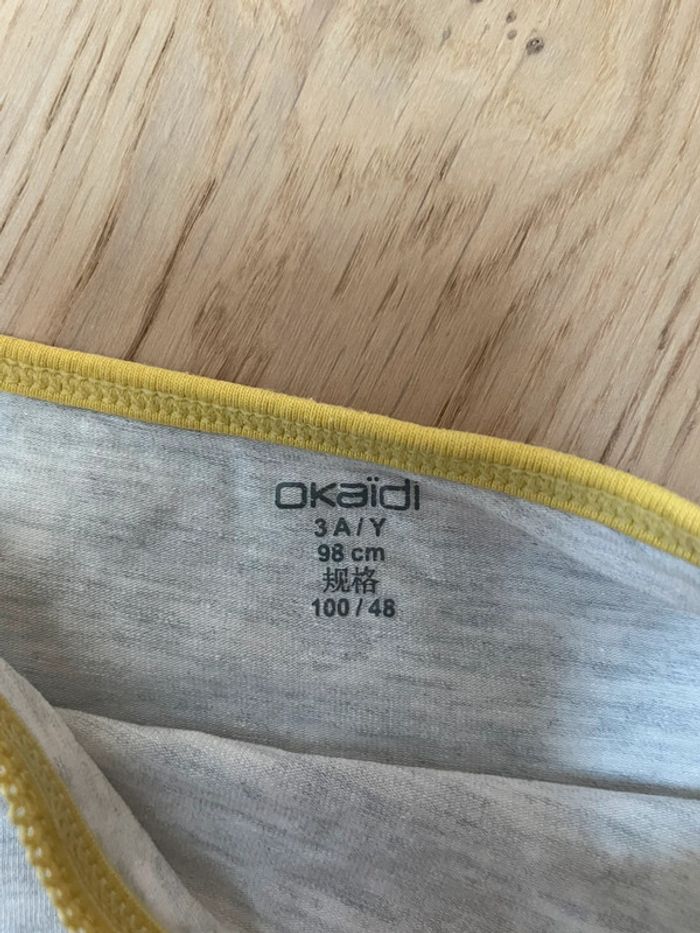 okaïdi
3 A / Y
98 cm
规格
100 / 48